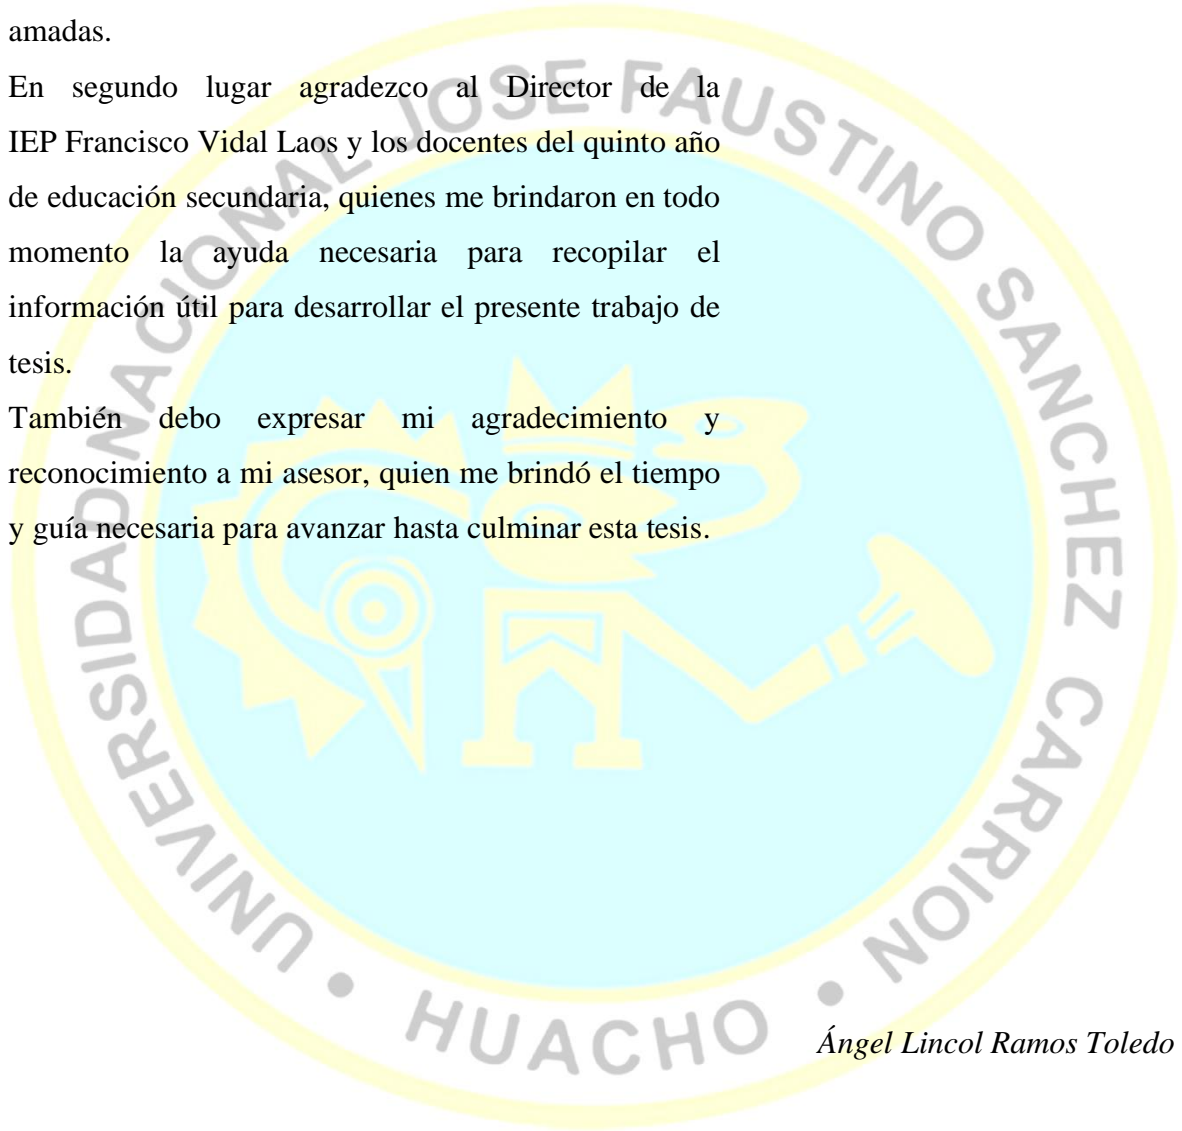 amadas.
En segundo lugar agradezco al Director de la
IEP Francisco Vidal Laos y los docentes del quinto año
de educación secundaria, quienes me brindaron en todo
momento la ayuda necesaria para recopilar el
información útil para desarrollar el presente trabajo de
tesis.
También debo expresar mi agradecimiento y
reconocimiento a mi asesor, quien me brindó el tiempo
y guía necesaria para avanzar hasta culminar esta tesis.
Ángel Lincol Ramos Toledo
UNIVERSIDAD NACIONAL JOSE FAUSTINO SANCHEZ CARRION • HUACHO •